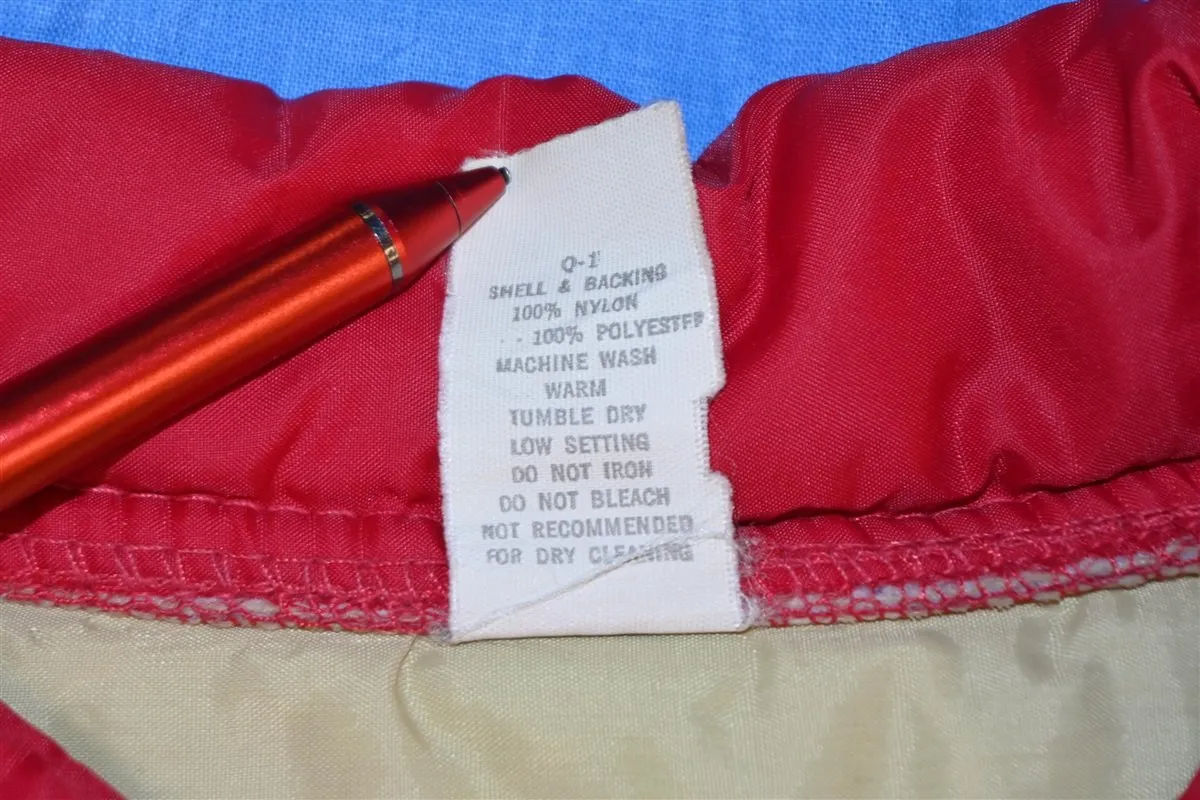 Q-1
SHELL & BACKING
100% NYLON
100% POLYESTER
MACHINE WASH
WARM
TUMBLE DRY
LOW SETTING
DO NOT IRON
DO NOT BLEACH
NOT RECOMMENDED
FOR DRY CLEANING